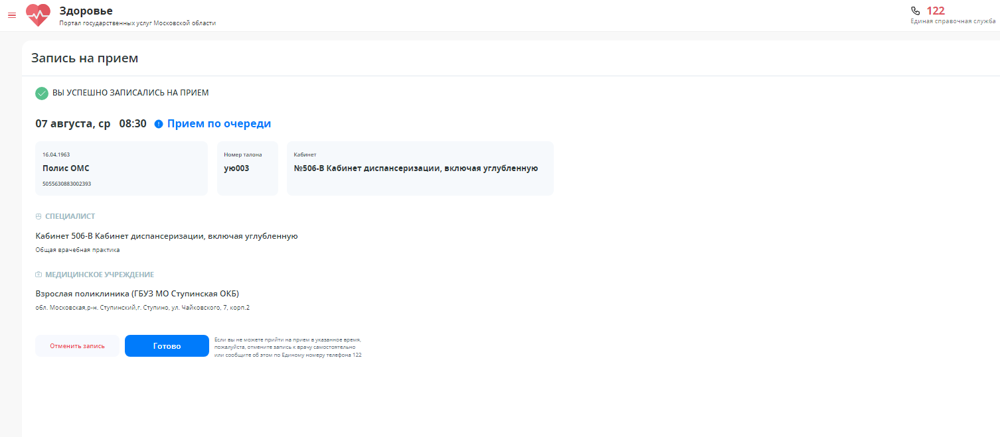 Здоровье
Портал государственных услуг Московской области
122
Единая справочная служба
Запись на прием
ВЫ УСПЕШНО ЗАПИСАЛИСЬ НА ПРИЕМ
07 августа, ср 08:30 Прием по очереди
16.04.1963
Полис ОМС
5055630883002393
Номер талона
ую003
Кабинет
№506-В Кабинет диспансеризации, включая углубленную
СПЕЦИАЛИСТ
Кабинет 506-В Кабинет диспансеризации, включая углубленную
Общая врачебная практика
МЕДИЦИНСКОЕ УЧРЕЖДЕНИЕ
Взрослая поликлиника (ГБУЗ МО Ступинская ОКБ)
обл. Московская,р-н. Ступинский,г. Ступино, ул. Чайковского, 7, корп.2
Отменить запись
Готово
Если вы не можете прийти на прием в указанное время,
пожалуйста, отмените запись к врачу самостоятельно
или сообщите об этом по Единому номеру телефона 122